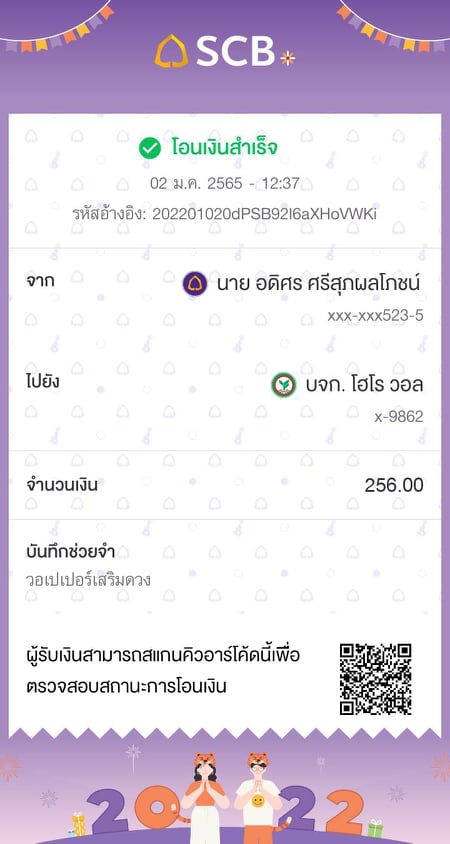 SCB
โอนเงินสำเร็จ
02 ม.ค. 2565 - 12:37
รหัสอ้างอิง: 202201020dPSB92I6aXHoVWKi
จาก
นาย อดิศร ศรีสุภผลโภชน์
xxx-xxx523-5
ไปยัง
บจก. โฮโร วอล
x-9862
จำนวนเงิน
256.00
บันทึกช่วยจำ
วอเปเปอร์เสริมดวง
ผู้รับเงินสามารถสแกนคิวอาร์โค้ดนี้เพื่อ
ตรวจสอบสถานะการโอนเงิน
2022